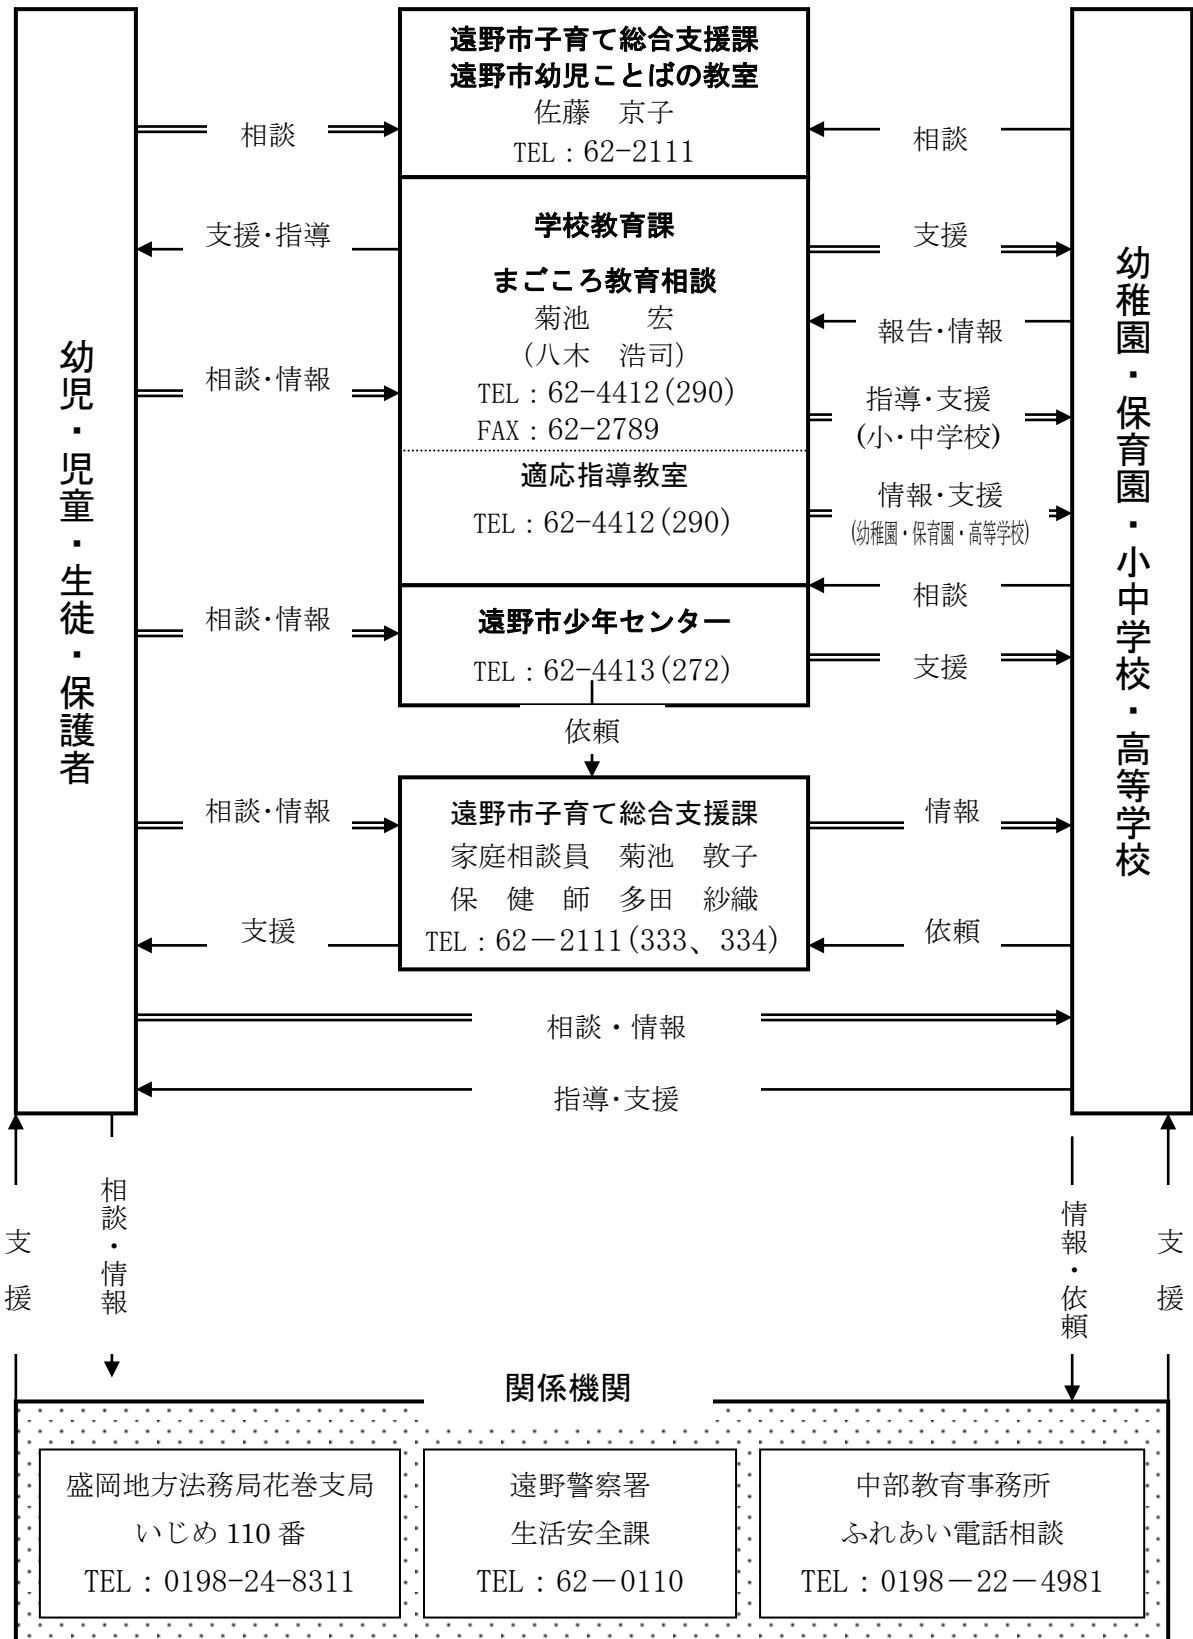 遠野市子育て総合支援課
遠野市幼児ことばの教室
佐藤　京子
TEL：62-2111
相談
相談
学校教育課
まごころ教育相談
菊池　　宏
(八木　浩司)
TEL：62-4412(290)
FAX：62-2789
適応指導教室
TEL：62-4412(290)
支援･指導
相談･情報
支援
報告･情報
指導･支援
(小･中学校)
情報･支援
(幼稚園・保育園・高等学校)
相談
遠野市少年センター
TEL：62-4413(272)
相談･情報
支援
依頼
遠野市子育て総合支援課
家庭相談員　菊池　敦子
保　健　師　多田　紗織
TEL：62－2111(333、334)
相談･情報
支援
情報
依頼
幼児・児童・生徒・保護者
幼稚園・保育園・小中学校・高等学校
相談・情報
指導･支援
支　援
相談・情報
情報・依頼
支　援
関係機関
盛岡地方法務局花巻支局
いじめ 110 番
TEL：0198-24-8311
遠野警察署
生活安全課
TEL：62－0110
中部教育事務所
ふれあい電話相談
TEL：0198－22－4981